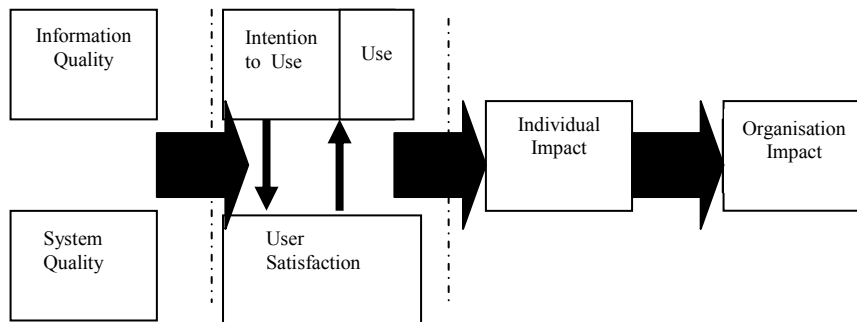 Information
Quality
Intention
to Use
Use
Individual
Impact
Organisation
Impact
System
Quality
User
Satisfaction